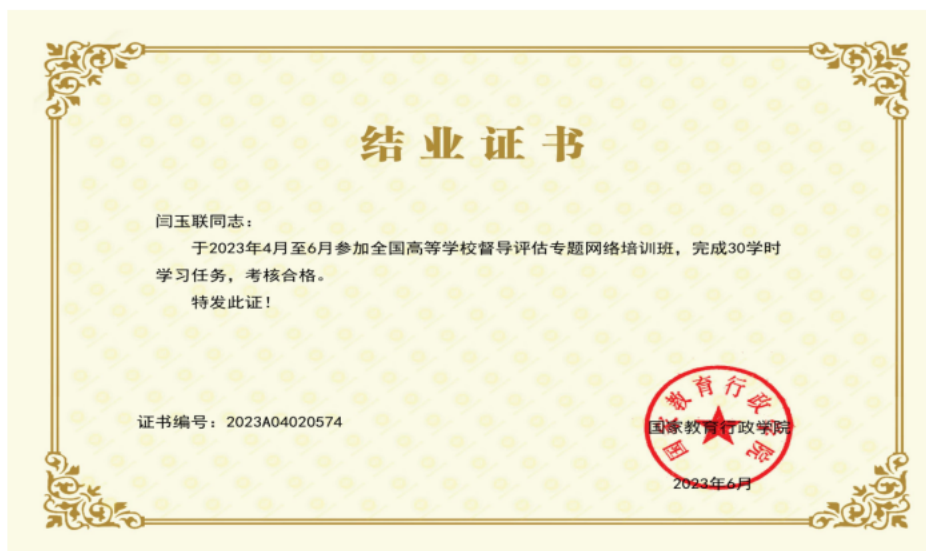 结业证书
闫玉联同志：
于2023年4月至6月参加全国高等学校督导评估专题网络培训班，完成30学时
学习任务，考核合格。
特发此证！
证书编号：2023A04020574
国家教育行政学院
国家教育行政学院
2023年6月